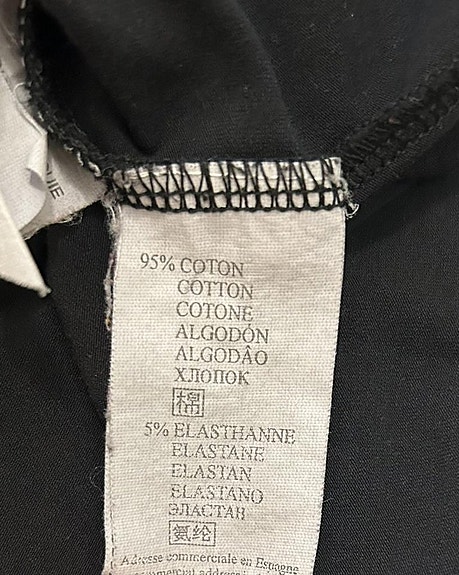 95% COTON
COTTON
COTONE
ALGODÓN
ALGODÂO
ХЛОПОК
棉
5% ELASTHANNE
ELASTANE
ELASTAN
ELASTANO
ЭЛАСТАН
氨纶
Adresse commerciale en Espagne